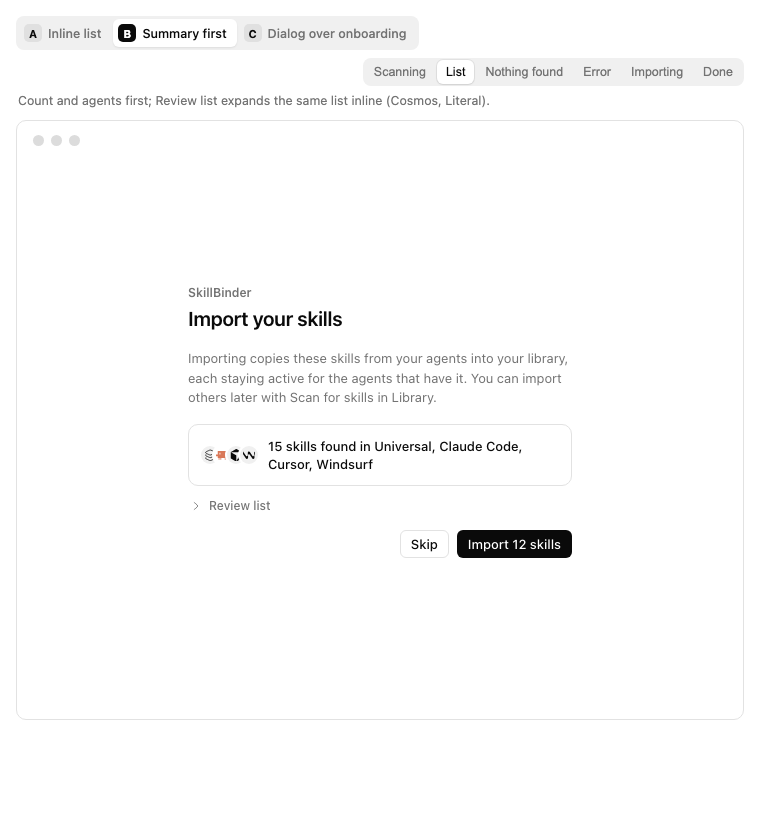 A Inline list B Summary first C Dialog over onboarding
Scanning List Nothing found Error Importing Done
Count and agents first; Review list expands the same list inline (Cosmos, Literal).
SkillBinder
Import your skills
Importing copies these skills from your agents into your library,
each staying active for the agents that have it. You can import
others later with Scan for skills in Library.
15 skills found in Universal, Claude Code,
Cursor, Windsurf
Review list
Skip Import 12 skills